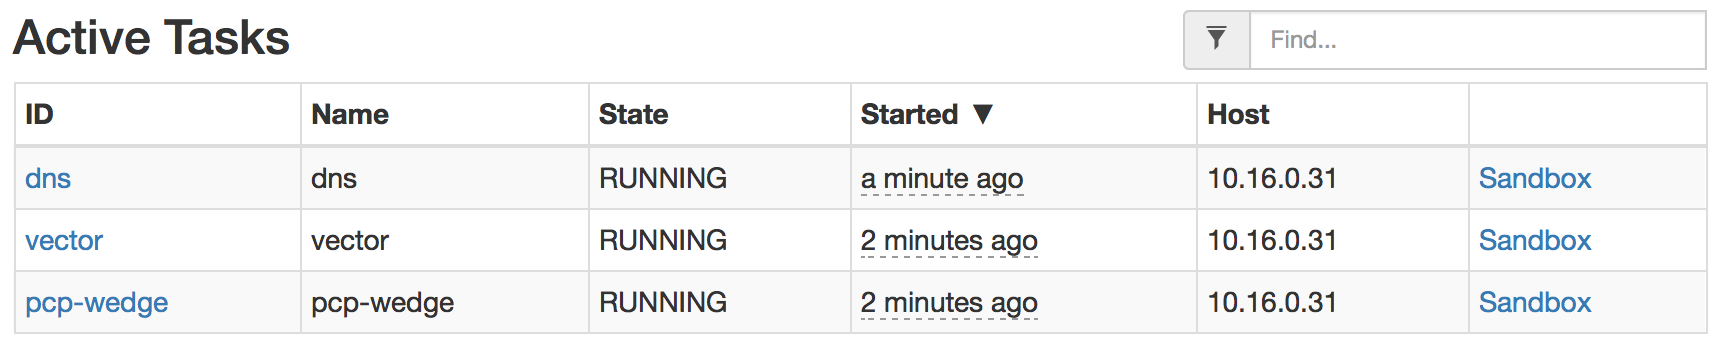 Active Tasks
Find...
ID Name State Started ▼ Host
dns dns RUNNING a minute ago 10.16.0.31 Sandbox
vector vector RUNNING 2 minutes ago 10.16.0.31 Sandbox
pcp-wedge pcp-wedge RUNNING 2 minutes ago 10.16.0.31 Sandbox